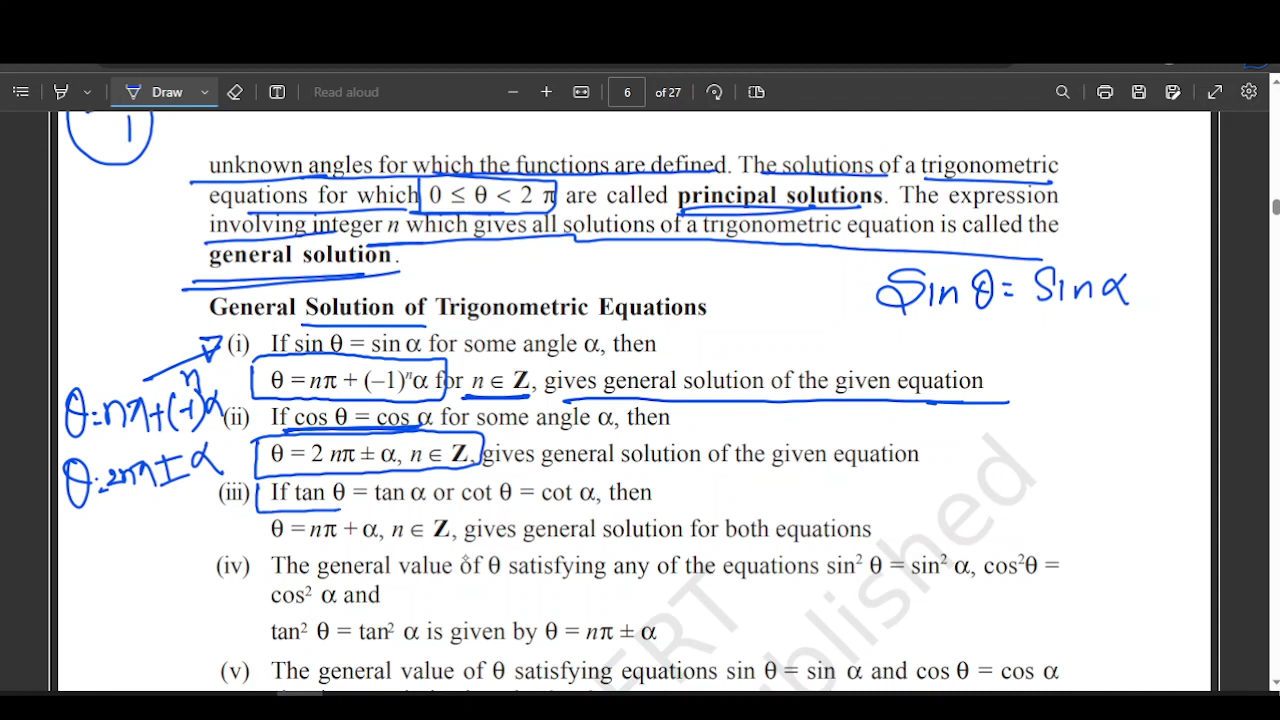 Draw
Read aloud
6
of 27
1
unknown angles for which the functions are defined. The solutions of a trigonometric
equations for which 0 ≤ θ < 2 π are called principal solutions. The expression
involving integer n which gives all solutions of a trigonometric equation is called the
general solution.
Sin θ = Sin α
General Solution of Trigonometric Equations
(i) If sin θ = sin α for some angle α, then
θ = nπ + (–1)ⁿα for n ∈ Z, gives general solution of the given equation
θ = nπ + (-1)ⁿα
(ii) If cos θ = cos α for some angle α, then
θ = 2 nπ ± α, n ∈ Z, gives general solution of the given equation
θ = 2nπ ± α
(iii) If tan θ = tan α or cot θ = cot α, then
θ = nπ + α, n ∈ Z, gives general solution for both equations
(iv) The general value of θ satisfying any of the equations sin² θ = sin² α, cos²θ =
cos² α and
tan² θ = tan² α is given by θ = nπ ± α
(v) The general value of θ satisfying equations sin θ = sin α and cos θ = cos α